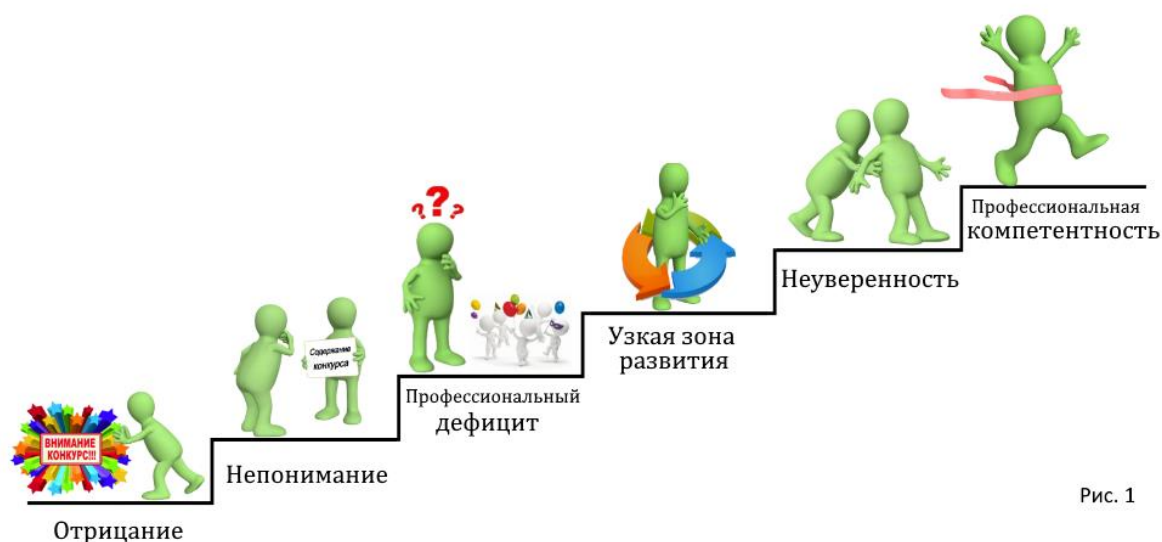 ВНИМАНИЕ
КОНКУРС!!!
Отрицание
Содержание
конкурса
Непонимание
???
Профессиональный
дефицит
Узкая зона
развития
Неуверенность
Профессиональная
компетентность
Рис. 1